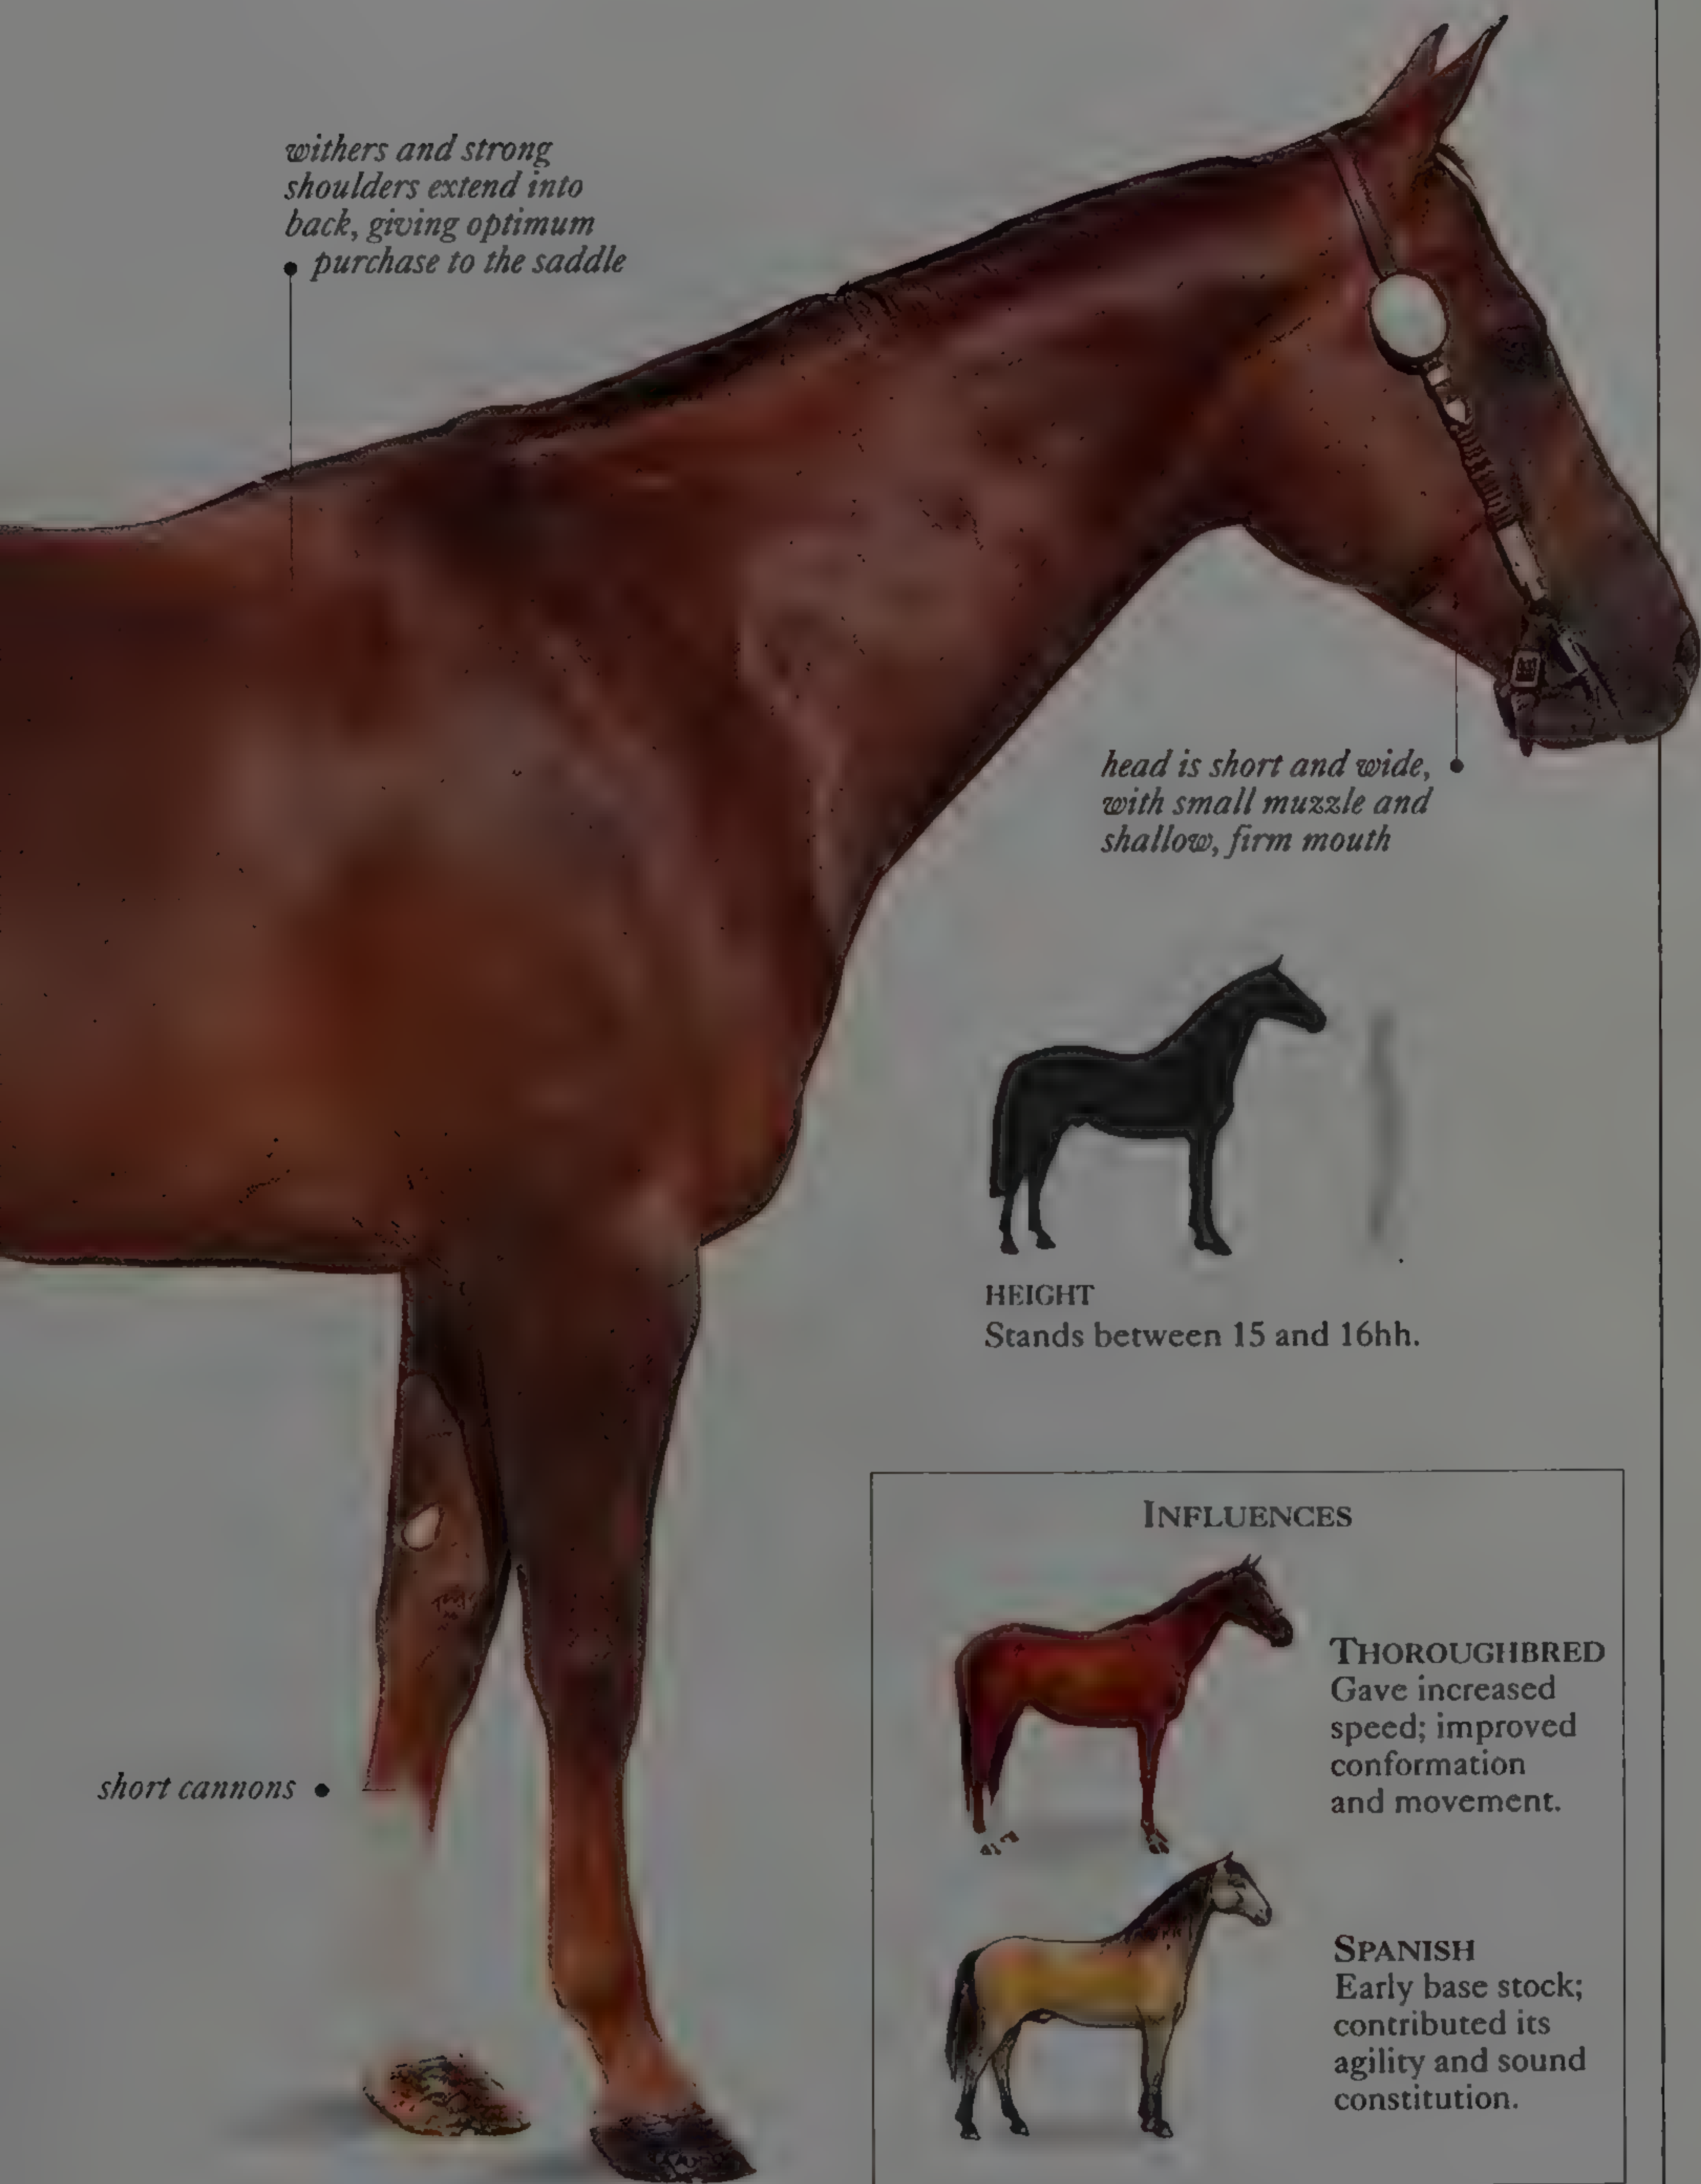 withers and strong
shoulders extend into
back, giving optimum
purchase to the saddle
head is short and wide,
with small muzzle and
shallow, firm mouth
HEIGHT
Stands between 15 and 16hh.
short cannons
INFLUENCES
THOROUGHBRED
Gave increased
speed; improved
conformation
and movement.
SPANISH
Early base stock;
contributed its
agility and sound
constitution.